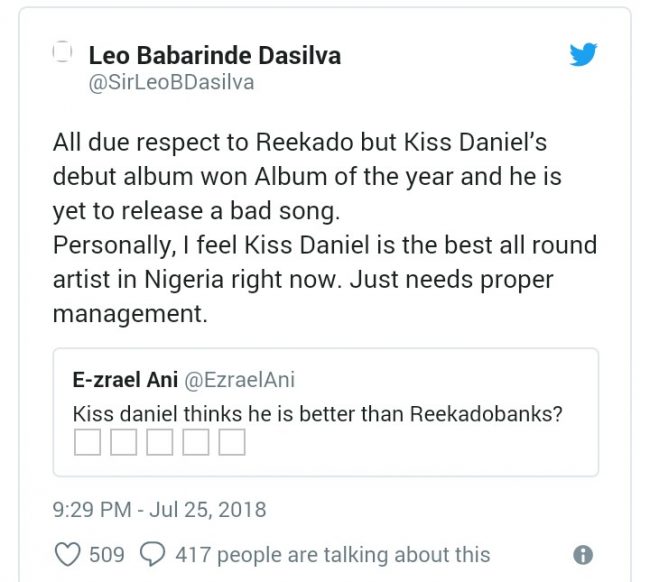 Leo Babarinde Dasilva
@SirLeoBDasilva
All due respect to Reekado but Kiss Daniel's
debut album won Album of the year and he is
yet to release a bad song.
Personally, I feel Kiss Daniel is the best all round
artist in Nigeria right now. Just needs proper
management.
E-zrael Ani @EzraelAni
Kiss daniel thinks he is better than Reekadobanks?
9:29 PM - Jul 25, 2018
509 417 people are talking about this